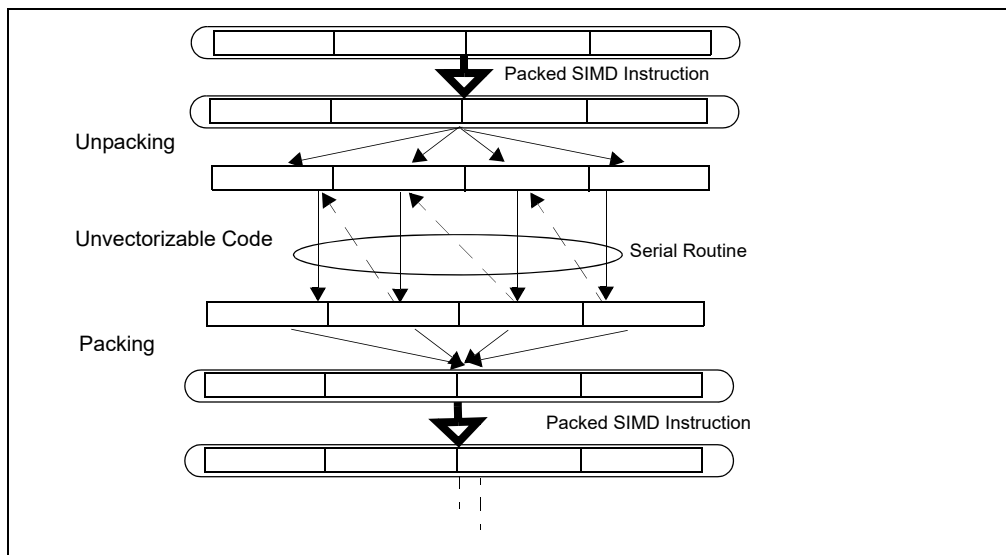 Packed SIMD Instruction
Unpacking
Unvectorizable Code
Serial Routine
Packing
Packed SIMD Instruction